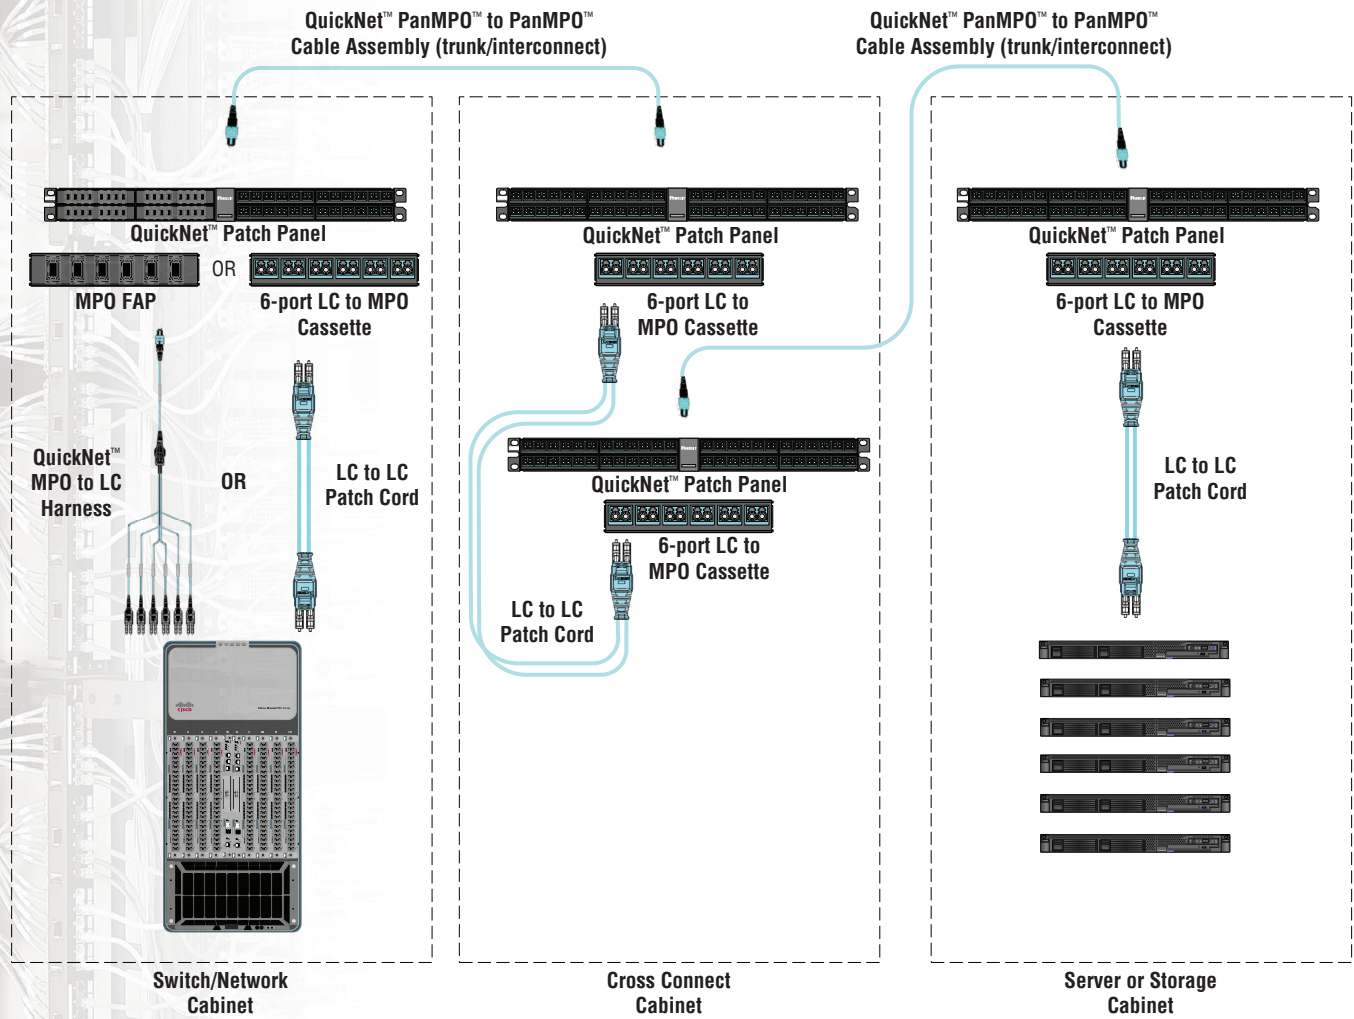 QuickNet™ PanMPO™ to PanMPO™
Cable Assembly (trunk/interconnect)
QuickNet™ PanMPO™ to PanMPO™
Cable Assembly (trunk/interconnect)
QuickNet™ Patch Panel
MPO FAP
OR
6-port LC to MPO
Cassette
QuickNet™
MPO to LC
Harness
OR
LC to LC
Patch Cord
CISCO
Switch/Network
Cabinet
QuickNet™ Patch Panel
6-port LC to
MPO Cassette
QuickNet™ Patch Panel
6-port LC to
MPO Cassette
LC to LC
Patch Cord
Cross Connect
Cabinet
QuickNet™ Patch Panel
6-port LC to MPO
Cassette
LC to LC
Patch Cord
Server or Storage
Cabinet